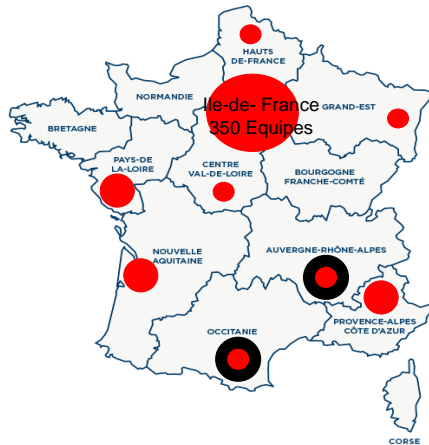 HAUTS
DE-FRANCE
NORMANDIE
Ile-de- France
350 Equipes
GRAND-EST
BRETAGNE
PAYS-DE
LA-LOIRE
CENTRE
VAL-DE-LOIRE
BOURGOGNE
FRANCHE-COMTÉ
NOUVELLE
AQUITAINE
AUVERGNE-RHÔNE-ALPES
OCCITANIE
PROVENCE-ALPES
CÔTE D'AZUR
CORSE